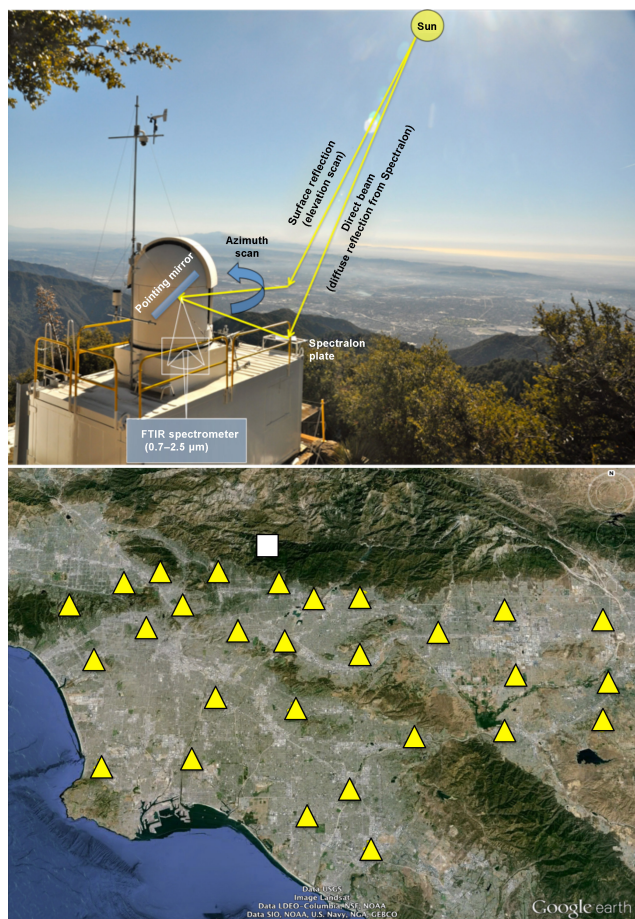 Sun
Surface reflection
(elevation scan)
Direct beam
(diffuse reflection from Spectralon)
Azimuth
scan
Pointing mirror
Spectralon
plate
FTIR spectrometer
(0.7–2.5 µm)
N
Data USGS
Image Landsat
Data LDEO-Columbia, NSF, NOAA
Data SIO, NOAA, U.S. Navy, NGA, GEBCO
Google earth